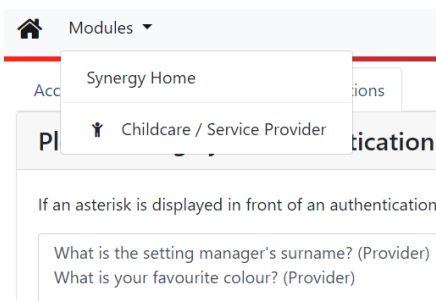 Modules
Synergy Home
Acc
ions
Childcare / Service Provider
Pl
g
tication
If an asterisk is displayed in front of an authentication
What is the setting manager's surname? (Provider)
What is your favourite colour? (Provider)